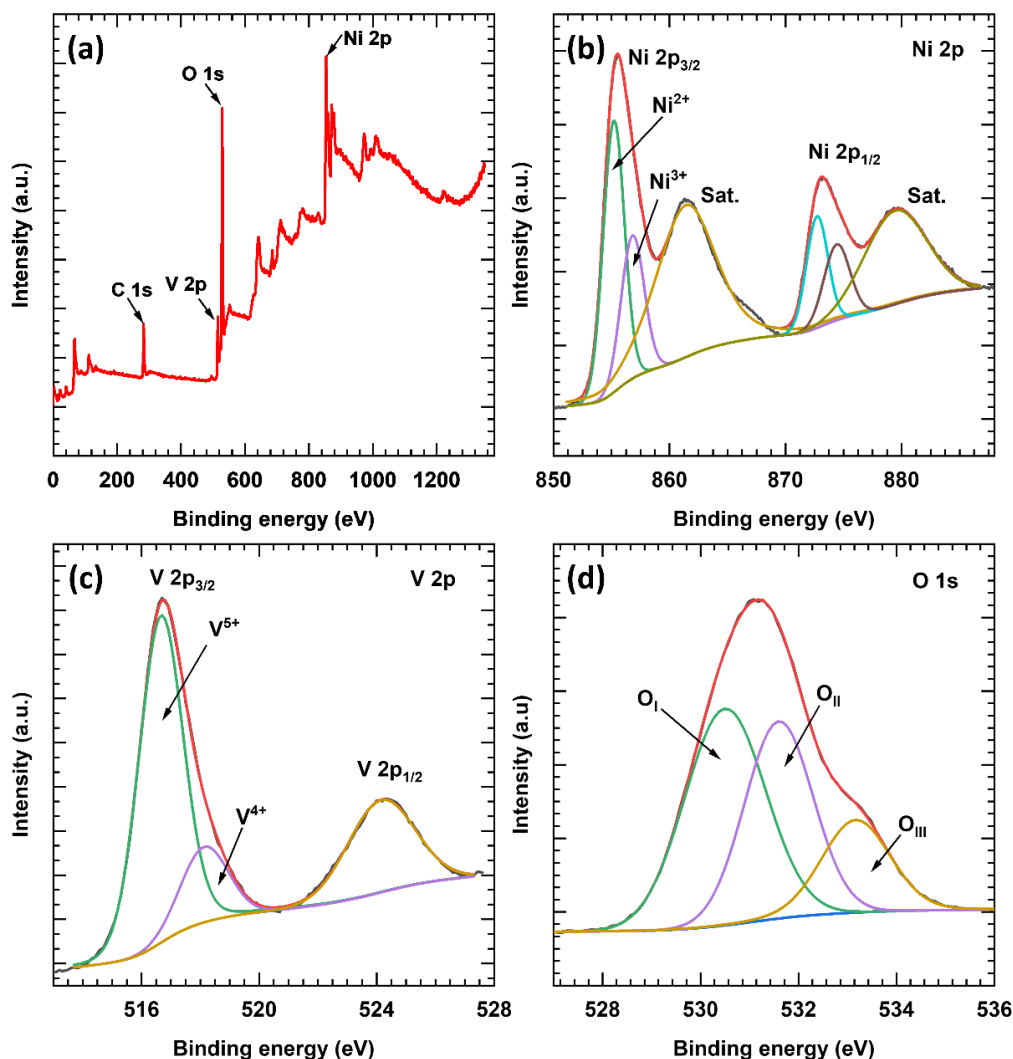 (a)
Ni 2p
O 1s
V 2p
C 1s
Intensity (a.u.)
0 200 400 600 800 1000 1200
Binding energy (eV)
(b)
Ni 2p
Ni 2p3/2
Ni2+
Ni3+
Sat.
Ni 2p1/2
Sat.
Intensity (a.u.)
850 860 870 880
Binding energy (eV)
(c)
V 2p3/2
V 2p
V5+
V4+
V 2p1/2
Intensity (a.u.)
516 520 524 528
Binding energy (eV)
(d)
O 1s
OI
OII
OIII
Intensity (a.u)
528 530 532 534 536
Binding energy (eV)